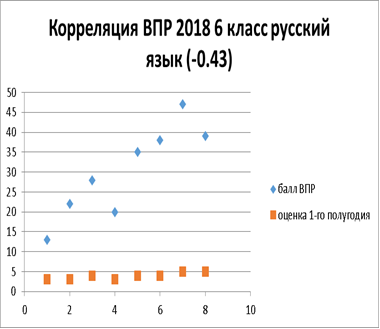 Корреляция ВПР 2018 6 класс русский
язык (-0.43)
50
45
40
35
30
25
20
15
10
5
0
0 2 4 6 8 10
балл ВПР
оценка 1-го полугодия